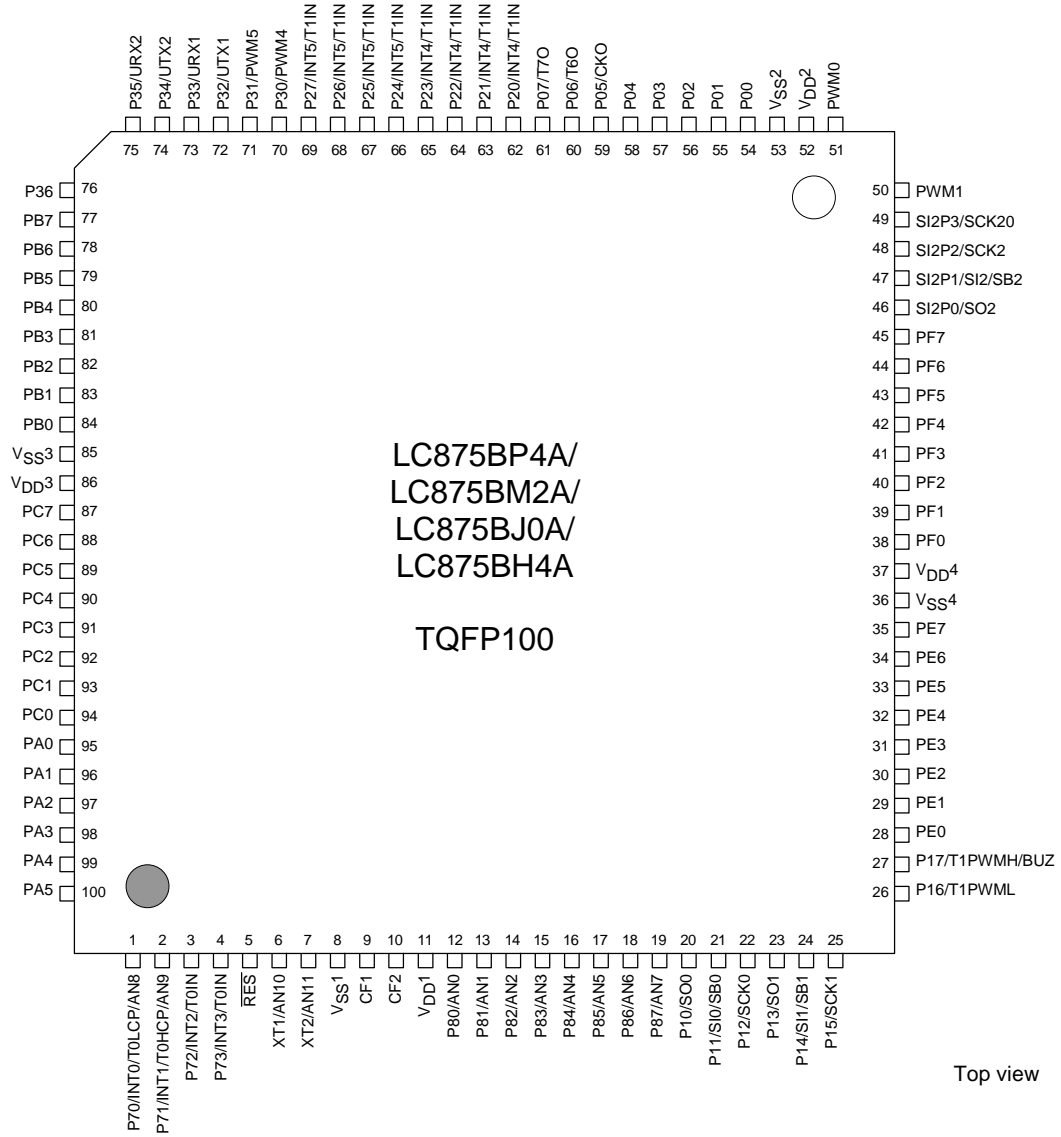 P35/URX2
P34/UTX2
P33/URX1
P32/UTX1
P31/PWM5
P30/PWM4
P27/INT5/T1IN
P26/INT5/T1IN
P25/INT5/T1IN
P24/INT5/T1IN
P23/INT4/T1IN
P22/INT4/T1IN
P21/INT4/T1IN
P20/INT4/T1IN
P07/T7O
P06/T6O
P05/CKO
P04
P03
P02
P01
P00
VSS2
VDD2
PWM0
75 74 73 72 71 70 69 68 67 66 65 64 63 62 61 60 59 58 57 56 55 54 53 52 51
P36 76
PB7 77
PB6 78
PB5 79
PB4 80
PB3 81
PB2 82
PB1 83
PB0 84
VSS3 85
VDD3 86
PC7 87
PC6 88
PC5 89
PC4 90
PC3 91
PC2 92
PC1 93
PC0 94
PA0 95
PA1 96
PA2 97
PA3 98
PA4 99
PA5 100
LC875BP4A/
LC875BM2A/
LC875BJ0A/
LC875BH4A
TQFP100
50 PWM1
49 SI2P3/SCK20
48 SI2P2/SCK2
47 SI2P1/SI2/SB2
46 SI2P0/SO2
45 PF7
44 PF6
43 PF5
42 PF4
41 PF3
40 PF2
39 PF1
38 PF0
37 VDD4
36 VSS4
35 PE7
34 PE6
33 PE5
32 PE4
31 PE3
30 PE2
29 PE1
28 PE0
27 P17/T1PWMH/BUZ
26 P16/T1PWML
1 2 3 4 5 6 7 8 9 10 11 12 13 14 15 16 17 18 19 20 21 22 23 24 25
P70/INT0/T0LCP/AN8
P71/INT1/T0HCP/AN9
P72/INT2/T0IN
P73/INT3/T0IN
RES
XT1/AN10
XT2/AN11
VSS1
CF1
CF2
VDD1
P80/AN0
P81/AN1
P82/AN2
P83/AN3
P84/AN4
P85/AN5
P86/AN6
P87/AN7
P10/SO0
P11/SI0/SB0
P12/SCK0
P13/SO1
P14/SI1/SB1
P15/SCK1
Top view